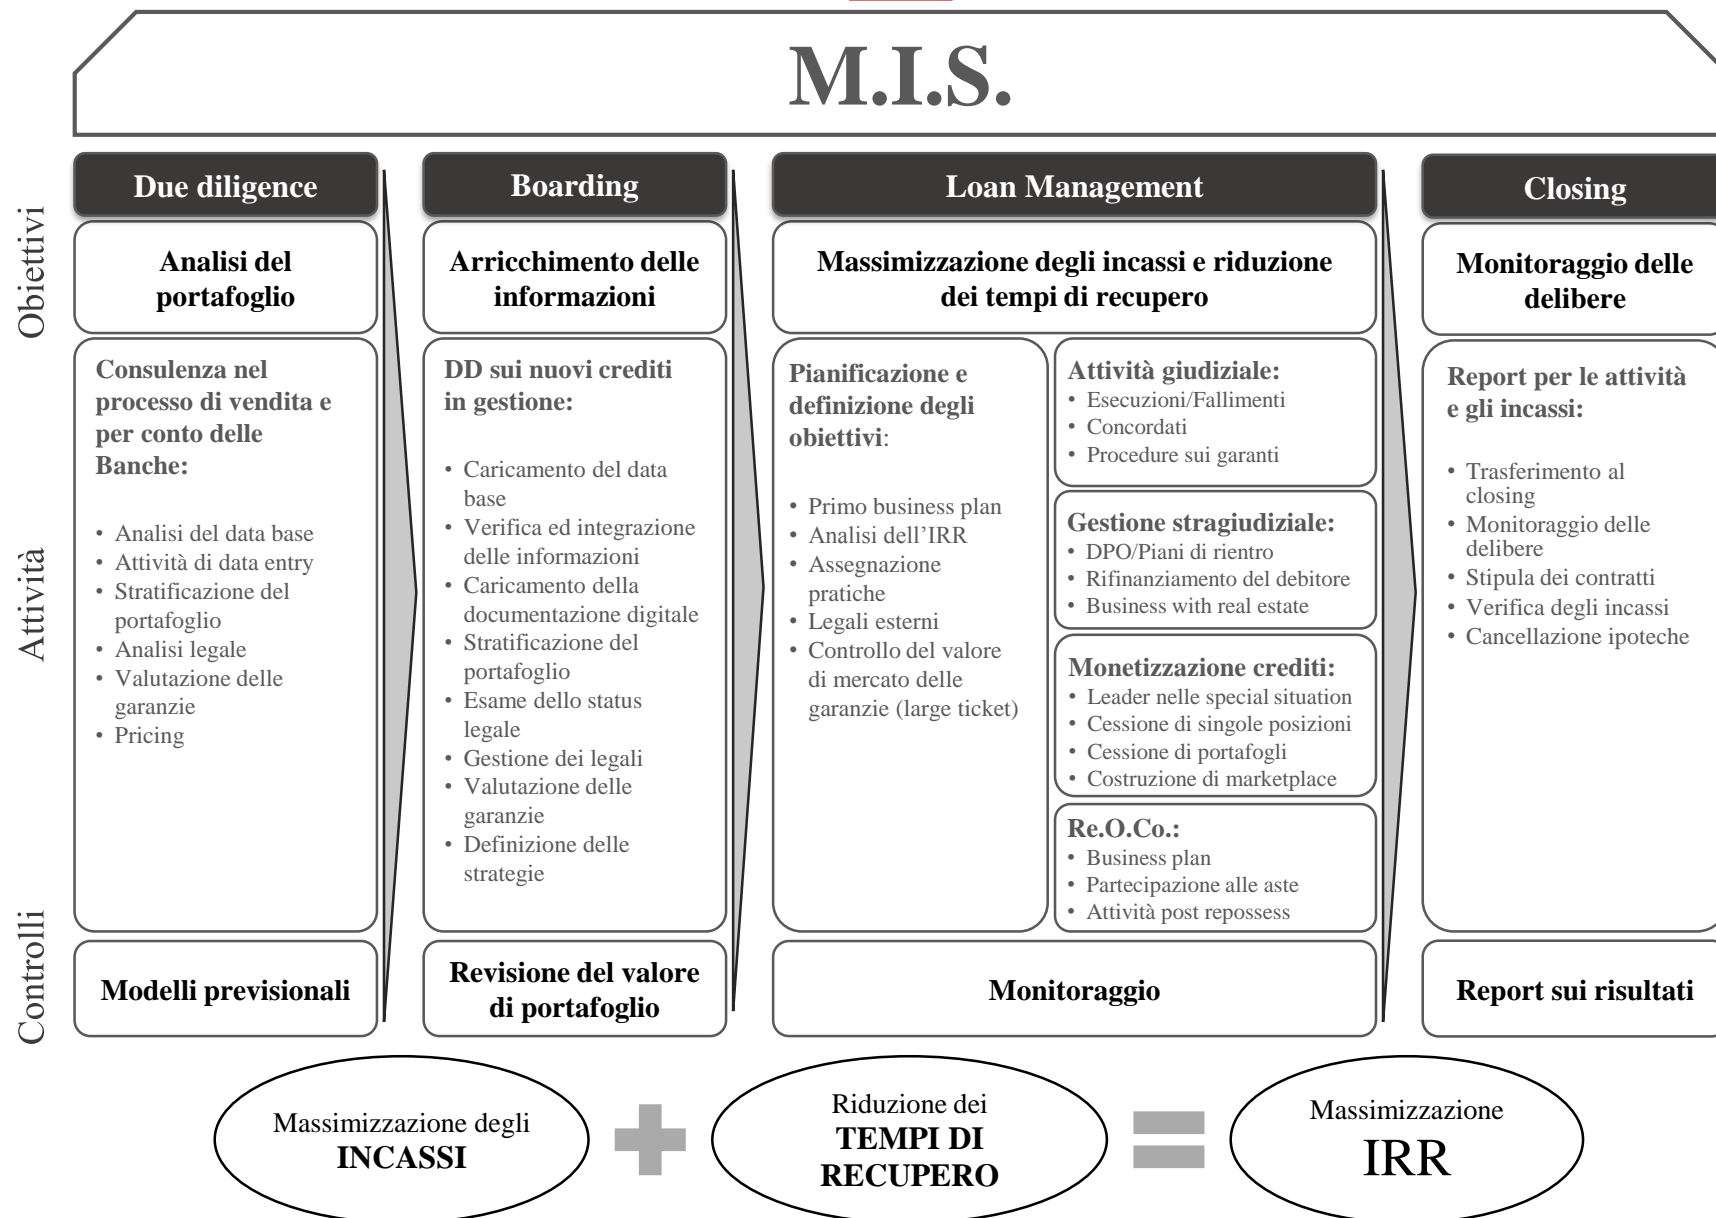 M.I.S.
Obiettivi
Attività
Controlli
Due diligence
Analisi del
portafoglio
Consulenza nel
processo di vendita e
per conto delle
Banche:
• Analisi del data base
• Attività di data entry
• Stratificazione del
portafoglio
• Analisi legale
• Valutazione delle
garanzie
• Pricing
Modelli previsionali
Boarding
Arricchimento delle
informazioni
DD sui nuovi crediti
in gestione:
• Caricamento del data
base
• Verifica ed integrazione
delle informazioni
• Caricamento della
documentazione digitale
• Stratificazione del
portafoglio
• Esame dello status
legale
• Gestione dei legali
• Valutazione delle
garanzie
• Definizione delle
strategie
Revisione del valore
di portafoglio
Loan Management
Massimizzazione degli incassi e riduzione
dei tempi di recupero
Pianificazione e
definizione degli
obiettivi:
• Primo business plan
• Analisi dell’IRR
• Assegnazione
pratiche
• Legali esterni
• Controllo del valore
di mercato delle
garanzie (large ticket)
Attività giudiziale:
• Esecuzioni/Fallimenti
• Concordati
• Procedure sui garanti
Gestione stragiudiziale:
• DPO/Piani di rientro
• Rifinanziamento del debitore
• Business with real estate
Monetizzazione crediti:
• Leader nelle special situation
• Cessione di singole posizioni
• Cessione di portafogli
• Costruzione di marketplace
Re.O.Co.:
• Business plan
• Partecipazione alle aste
• Attività post repossess
Monitoraggio
Closing
Monitoraggio delle
delibere
Report per le attività
e gli incassi:
• Trasferimento al
closing
• Monitoraggio delle
delibere
• Stipula dei contratti
• Verifica degli incassi
• Cancellazione ipoteche
Report sui risultati
Massimizzazione degli
INCASSI
+
Riduzione dei
TEMPI DI
RECUPERO
=
Massimizzazione
IRR